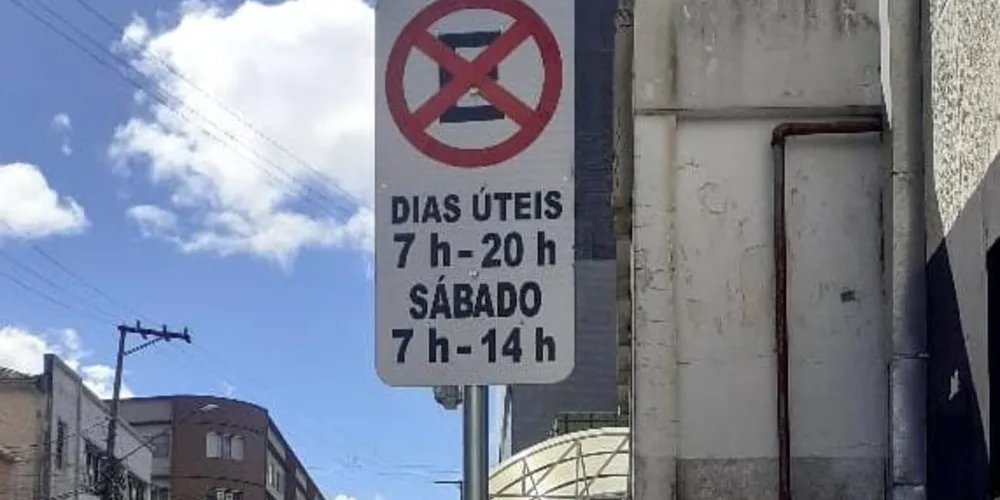 DIAS ÚTEIS
7 h - 20 h
SÁBADO
7 h - 14 h